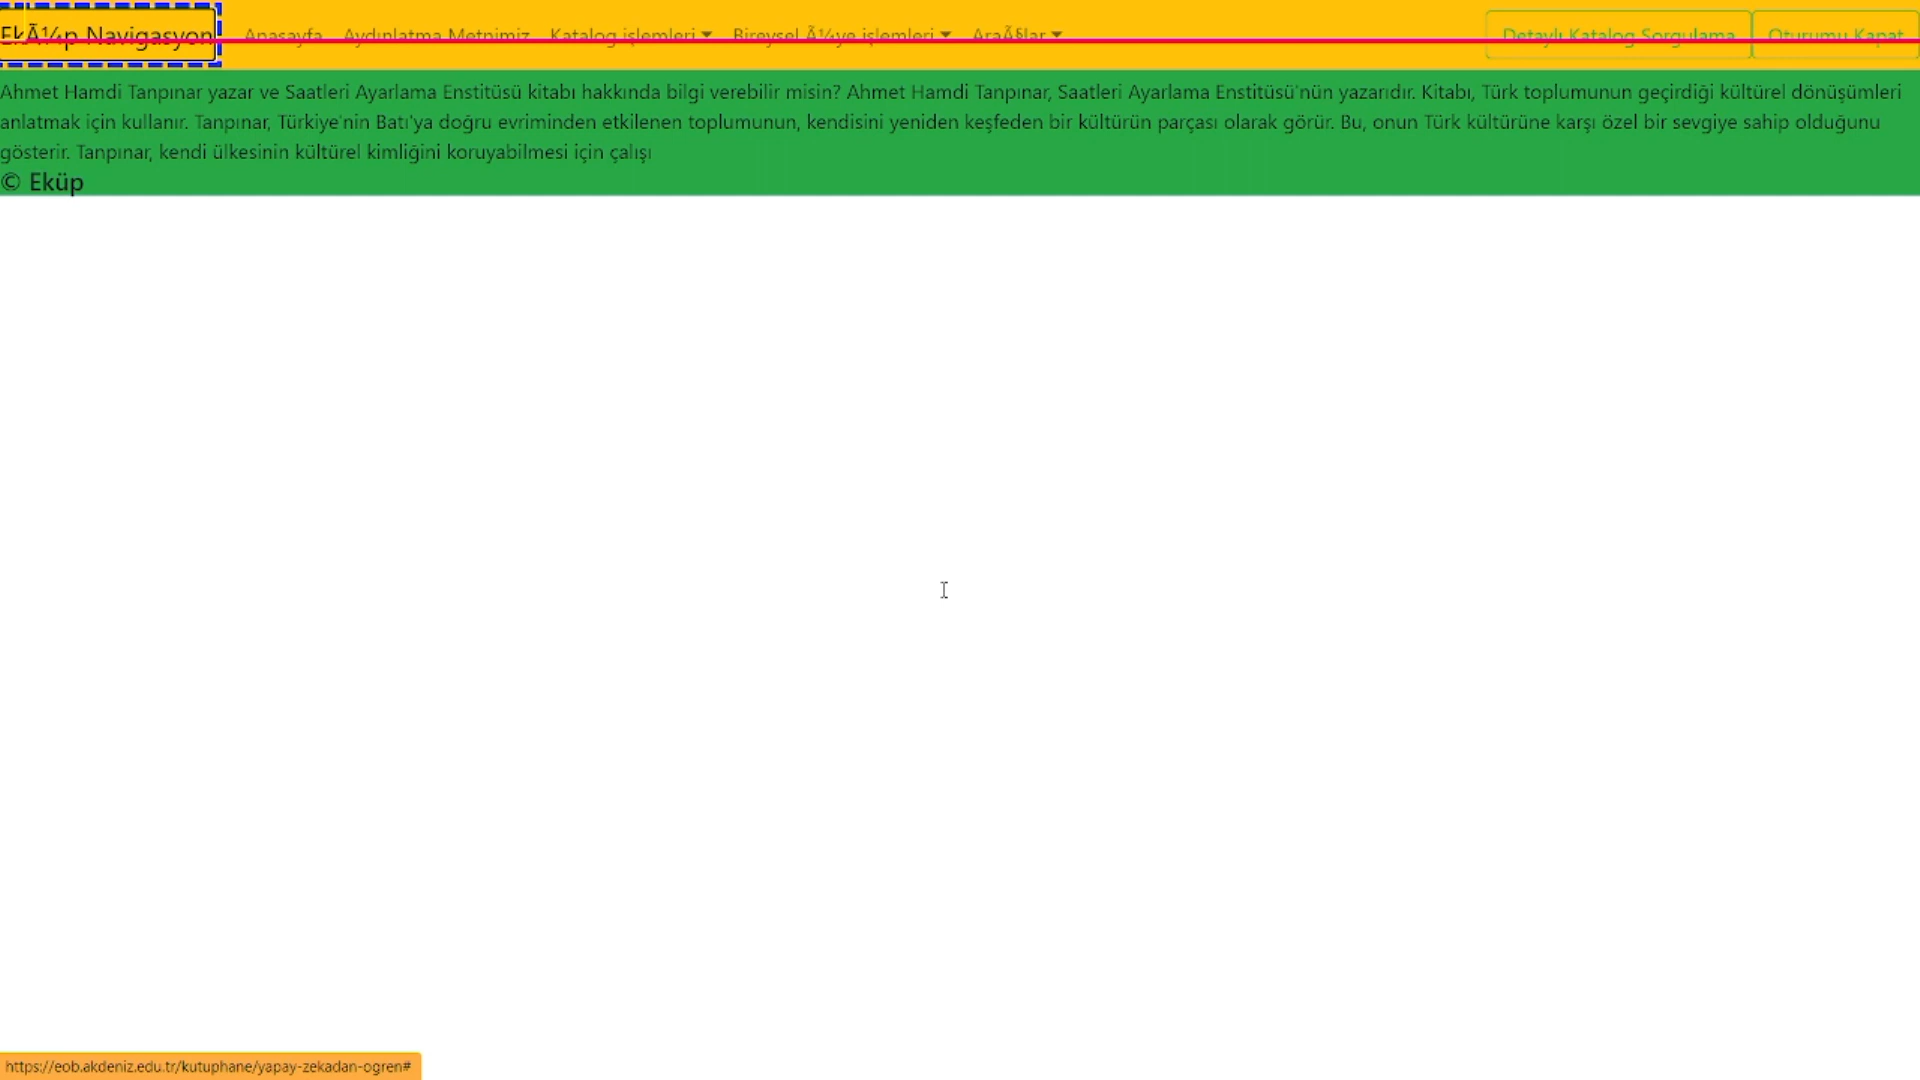 EkÃ¼p Navigasyon Anasayfa Aydınlatma Metnimiz Katalog işlemleri Bireysel Ã¼ye işlemleri AraÃ§lar Detaylı Katalog Sorgulama Oturumu Kapat
Ahmet Hamdi Tanpınar yazar ve Saatleri Ayarlama Enstitüsü kitabı hakkında bilgi verebilir misin? Ahmet Hamdi Tanpınar, Saatleri Ayarlama Enstitüsü'nün yazarıdır. Kitabı, Türk toplumunun geçirdiği kültürel dönüşümleri
anlatmak için kullanır. Tanpınar, Türkiye'nin Batı'ya doğru evriminden etkilenen toplumunun, kendisini yeniden keşfeden bir kültürün parçası olarak görür. Bu, onun Türk kültürüne karşı özel bir sevgiye sahip olduğunu
gösterir. Tanpınar, kendi ülkesinin kültürel kimliğini koruyabilmesi için çalışı
© Eküp
https://eob.akdeniz.edu.tr/kutuphane/yapay-zekadan-ogren#